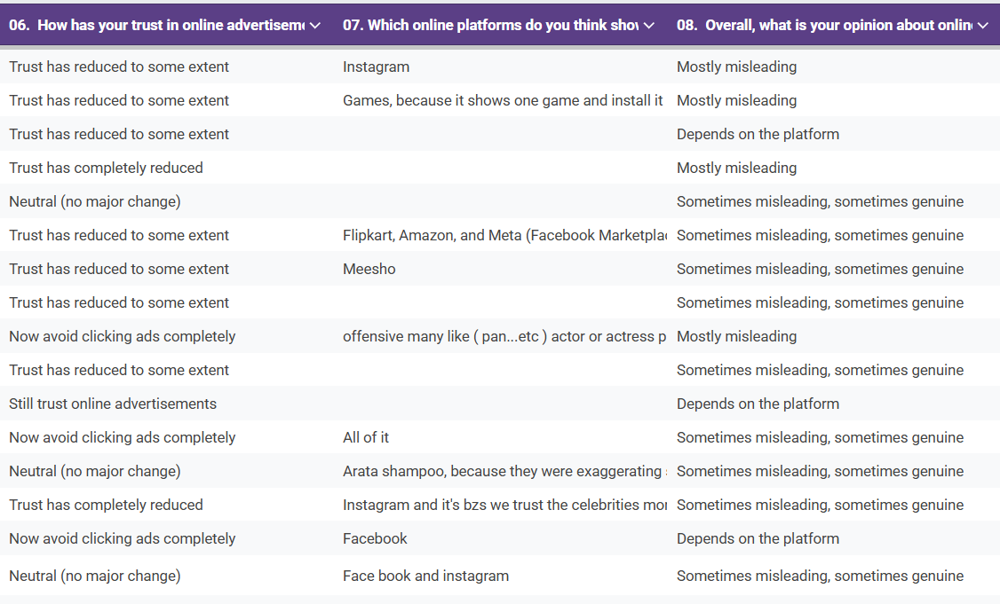 06. How has your trust in online advertiseme
07. Which online platforms do you think show
08. Overall, what is your opinion about online
Trust has reduced to some extent Instagram Mostly misleading
Trust has reduced to some extent Games, because it shows one game and install it Mostly misleading
Trust has reduced to some extent Depends on the platform
Trust has completely reduced Mostly misleading
Neutral (no major change) Sometimes misleading, sometimes genuine
Trust has reduced to some extent Flipkart, Amazon, and Meta (Facebook Marketplac Sometimes misleading, sometimes genuine
Trust has reduced to some extent Meesho Sometimes misleading, sometimes genuine
Trust has reduced to some extent Sometimes misleading, sometimes genuine
Now avoid clicking ads completely offensive many like ( pan...etc ) actor or actress p Mostly misleading
Trust has reduced to some extent Sometimes misleading, sometimes genuine
Still trust online advertisements Depends on the platform
Now avoid clicking ads completely All of it Sometimes misleading, sometimes genuine
Neutral (no major change) Arata shampoo, because they were exaggerating Sometimes misleading, sometimes genuine
Trust has completely reduced Instagram and it's bzs we trust the celebrities mor Sometimes misleading, sometimes genuine
Now avoid clicking ads completely Facebook Depends on the platform
Neutral (no major change) Face book and instagram Sometimes misleading, sometimes genuine